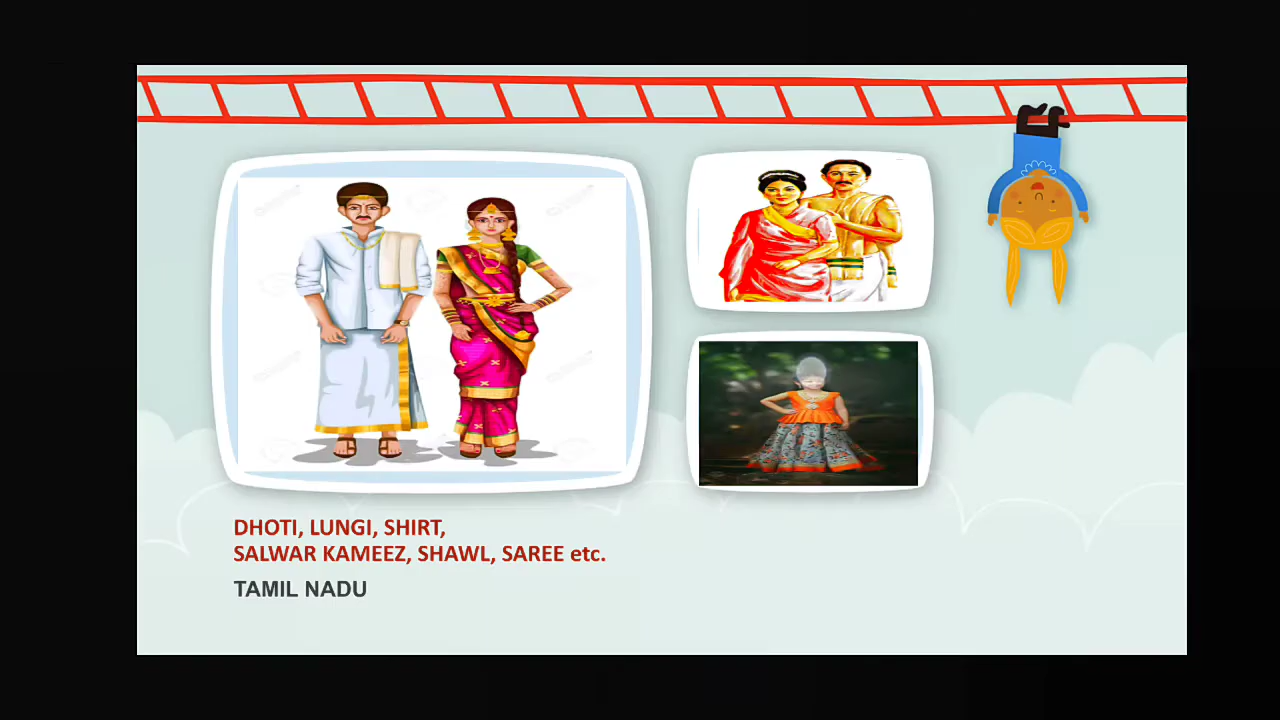 DHOTI, LUNGI, SHIRT,
SALWAR KAMEEZ, SHAWL, SAREE etc.
TAMIL NADU